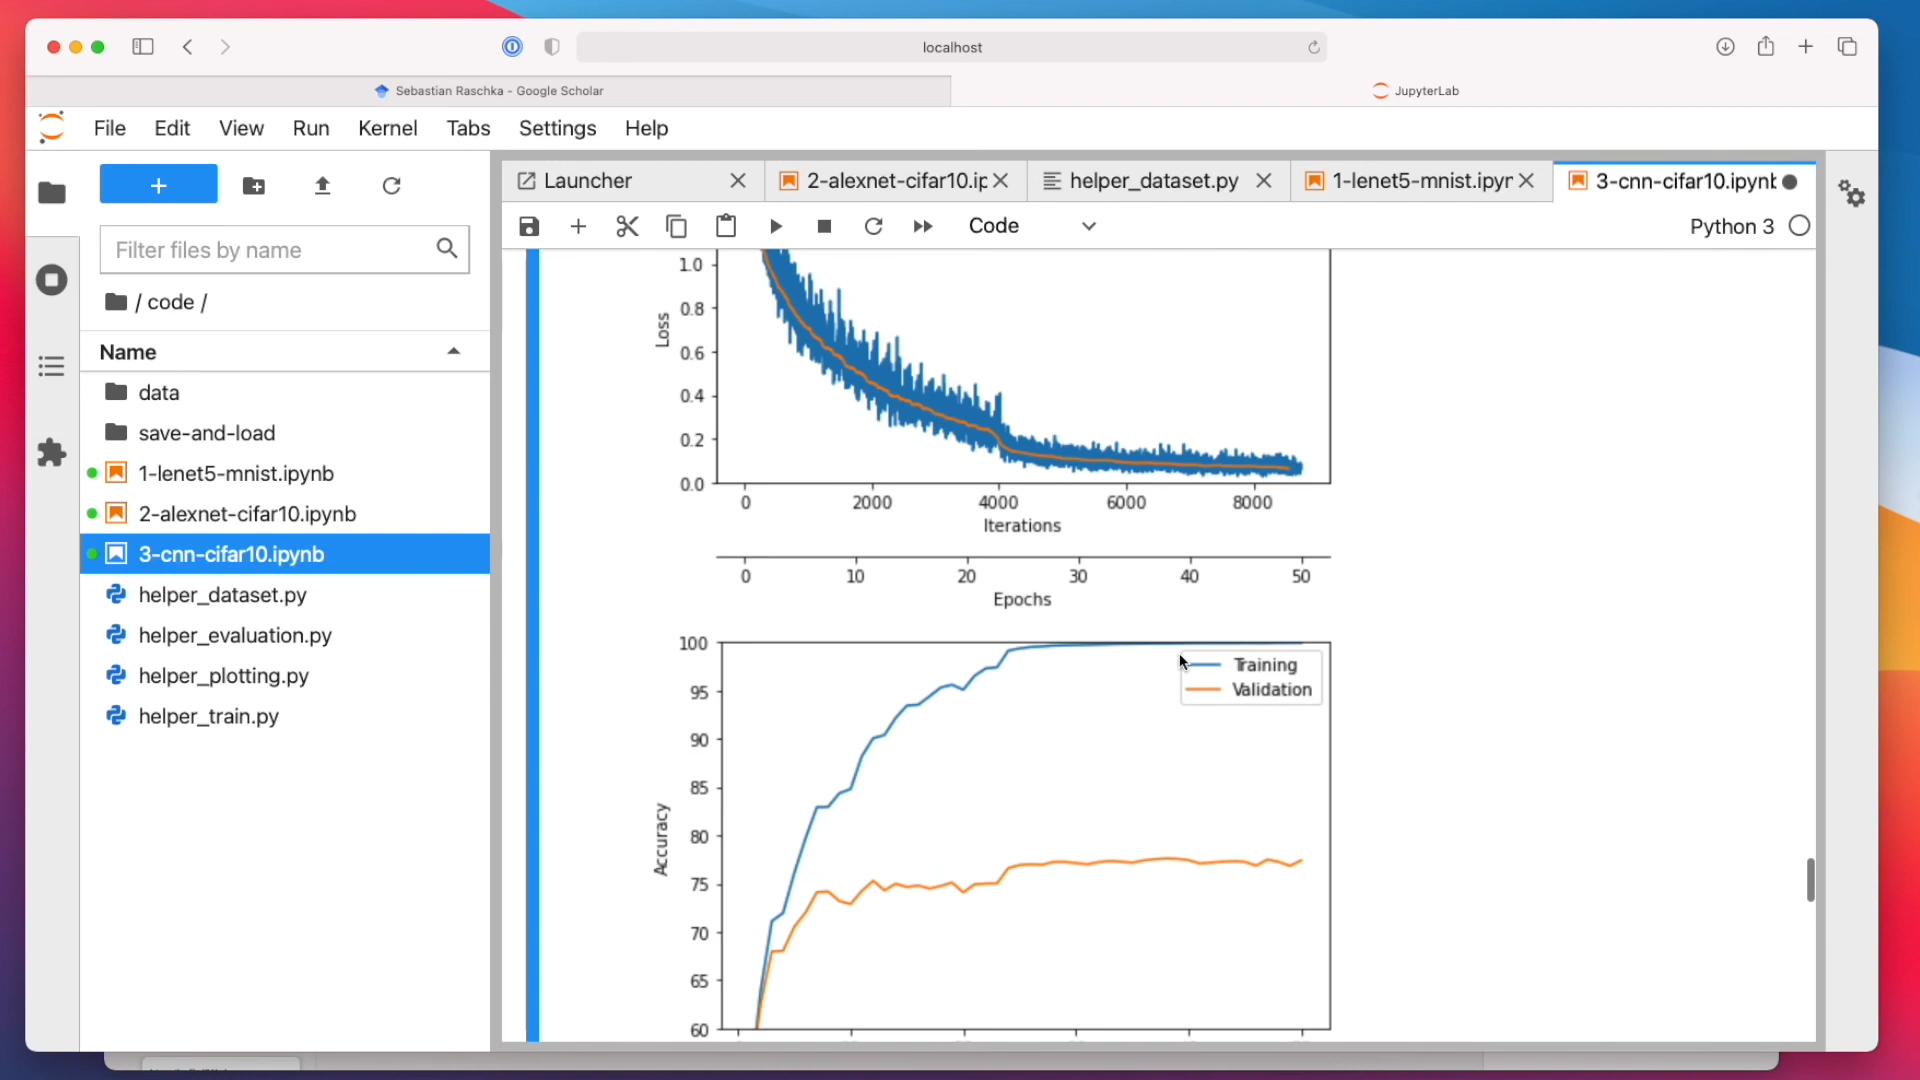 localhost
Sebastian Raschka - Google Scholar
JupyterLab
File Edit View Run Kernel Tabs Settings Help
Launcher
2-alexnet-cifar10.ip
helper_dataset.py
1-lenet5-mnist.ipyn
3-cnn-cifar10.ipynb
+
Filter files by name
Code
Python 3
/ code /
Name
data
save-and-load
1-lenet5-mnist.ipynb
2-alexnet-cifar10.ipynb
3-cnn-cifar10.ipynb
helper_dataset.py
helper_evaluation.py
helper_plotting.py
helper_train.py
1.0
0.8
0.6
0.4
0.2
0.0
Loss
0 2000 4000 6000 8000
Iterations
0 10 20 30 40 50
Epochs
100
95
90
85
80
75
70
65
60
Accuracy
Training
Validation